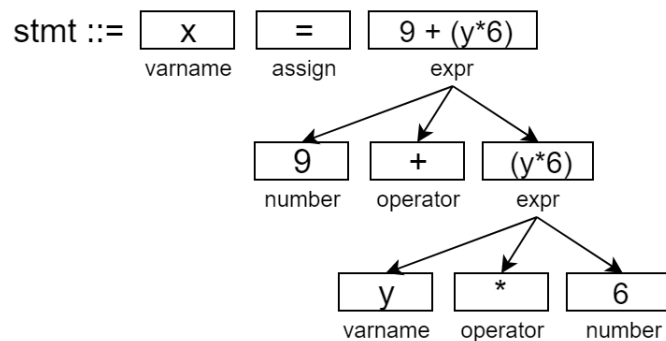 stmt ::= x = 9 + (y*6)
varname assign expr
9 + (y*6)
number operator expr
y * 6
varname operator number